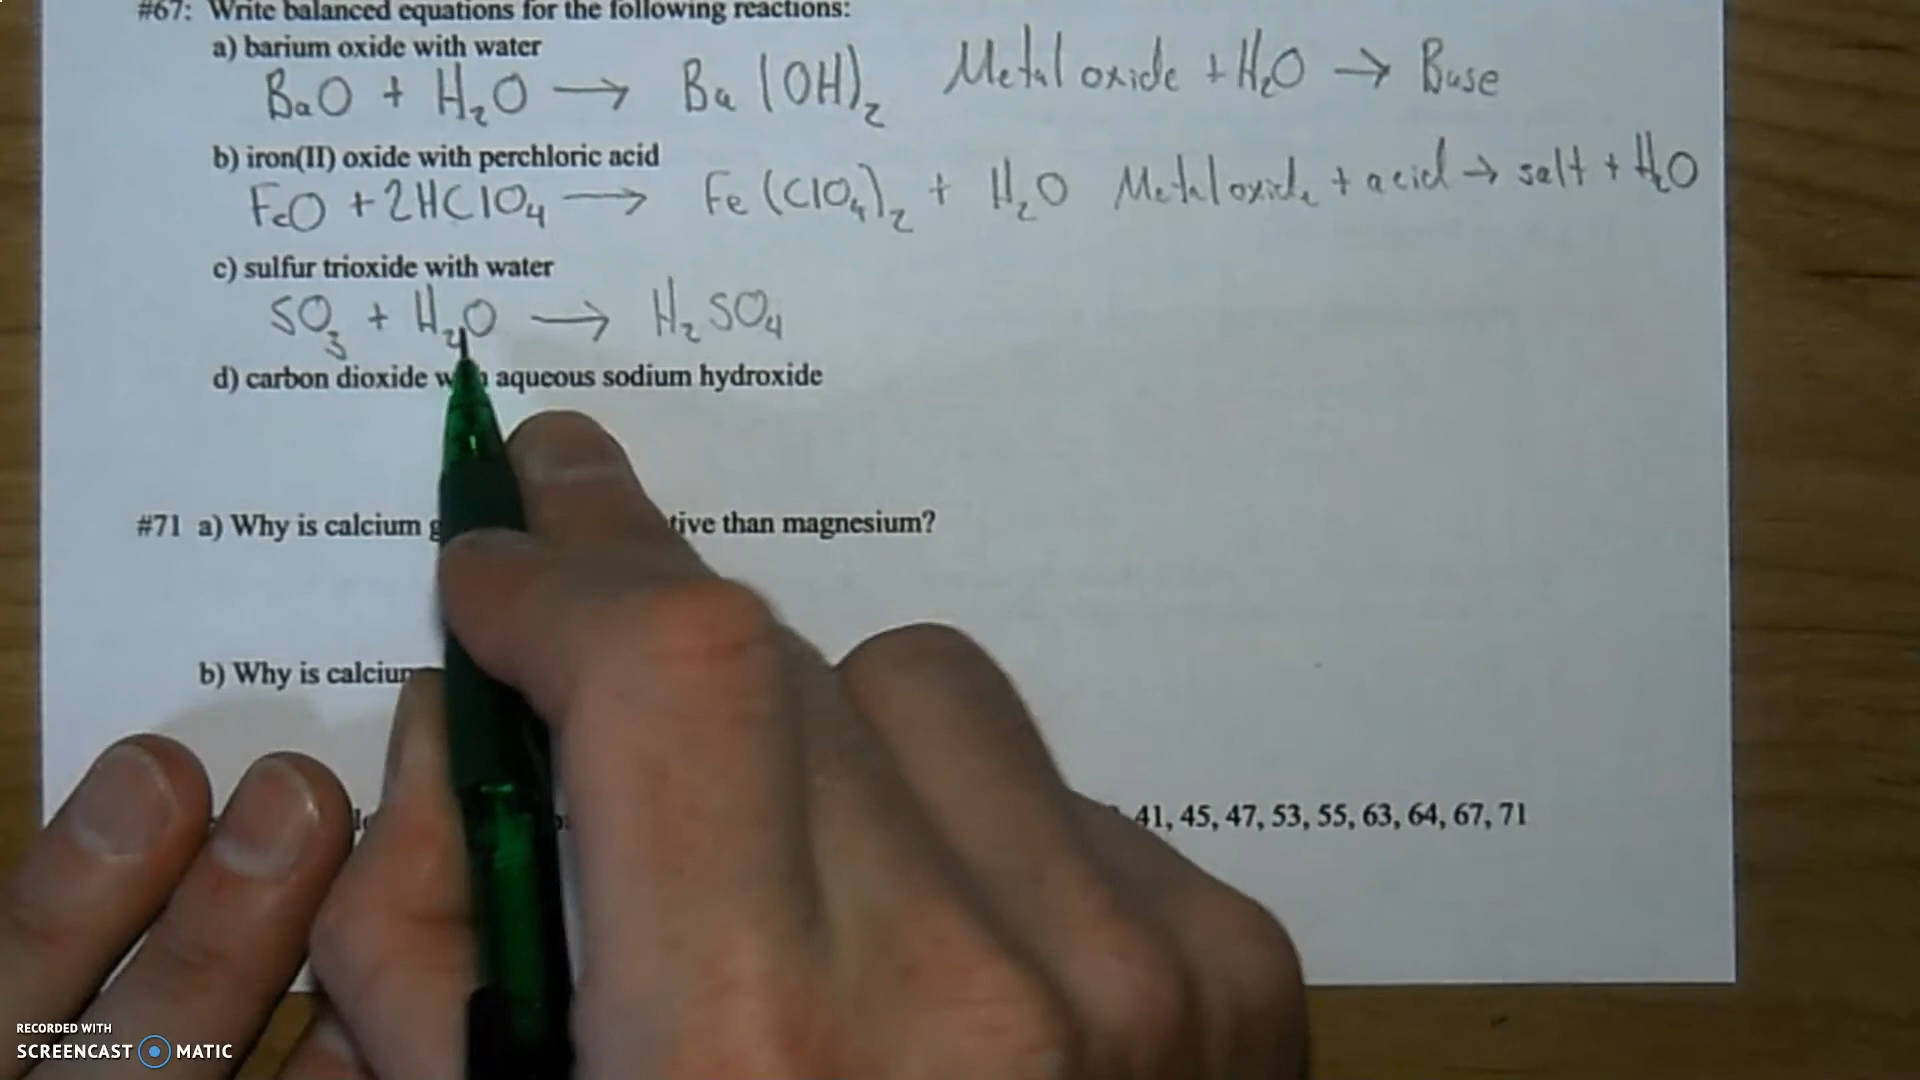 #67: Write balanced equations for the following reactions:
a) barium oxide with water
BaO + H₂O → Ba(OH)₂ Metal oxide + H₂O → Base
b) iron(II) oxide with perchloric acid
FeO + 2HClO₄ → Fe(ClO₄)₂ + H₂O Metal oxide + acid → salt + H₂O
c) sulfur trioxide with water
SO₃ + H₂O → H₂SO₄
d) carbon dioxide aqueous sodium hydroxide
#71 a) Why is calcium than magnesium?
b) Why is
41, 45, 47, 53, 55, 63, 64, 67, 71
RECORDED WITH
SCREENCAST MATIC